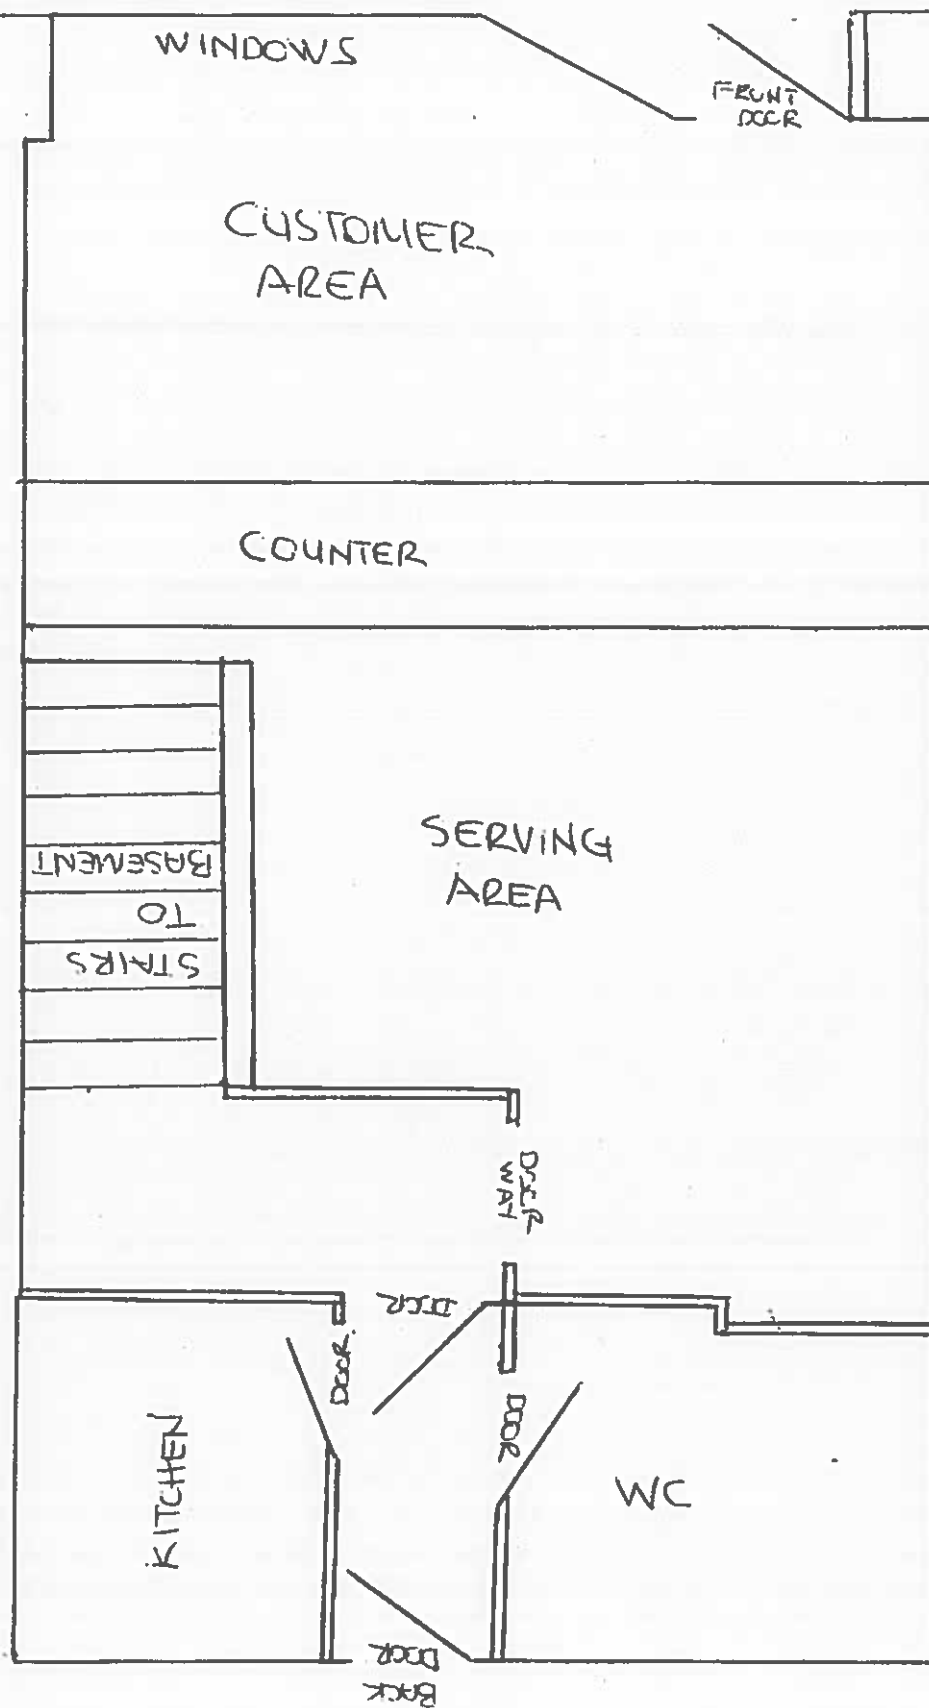 WINDOWS
FRONT
DOOR
CUSTOMER
AREA
COUNTER
SERVING
AREA
STAIRS
TO
BASEMENT
DOOR
WAY
DOOR
DOOR
DOOR
KITCHEN
WC
BACK
DOOR